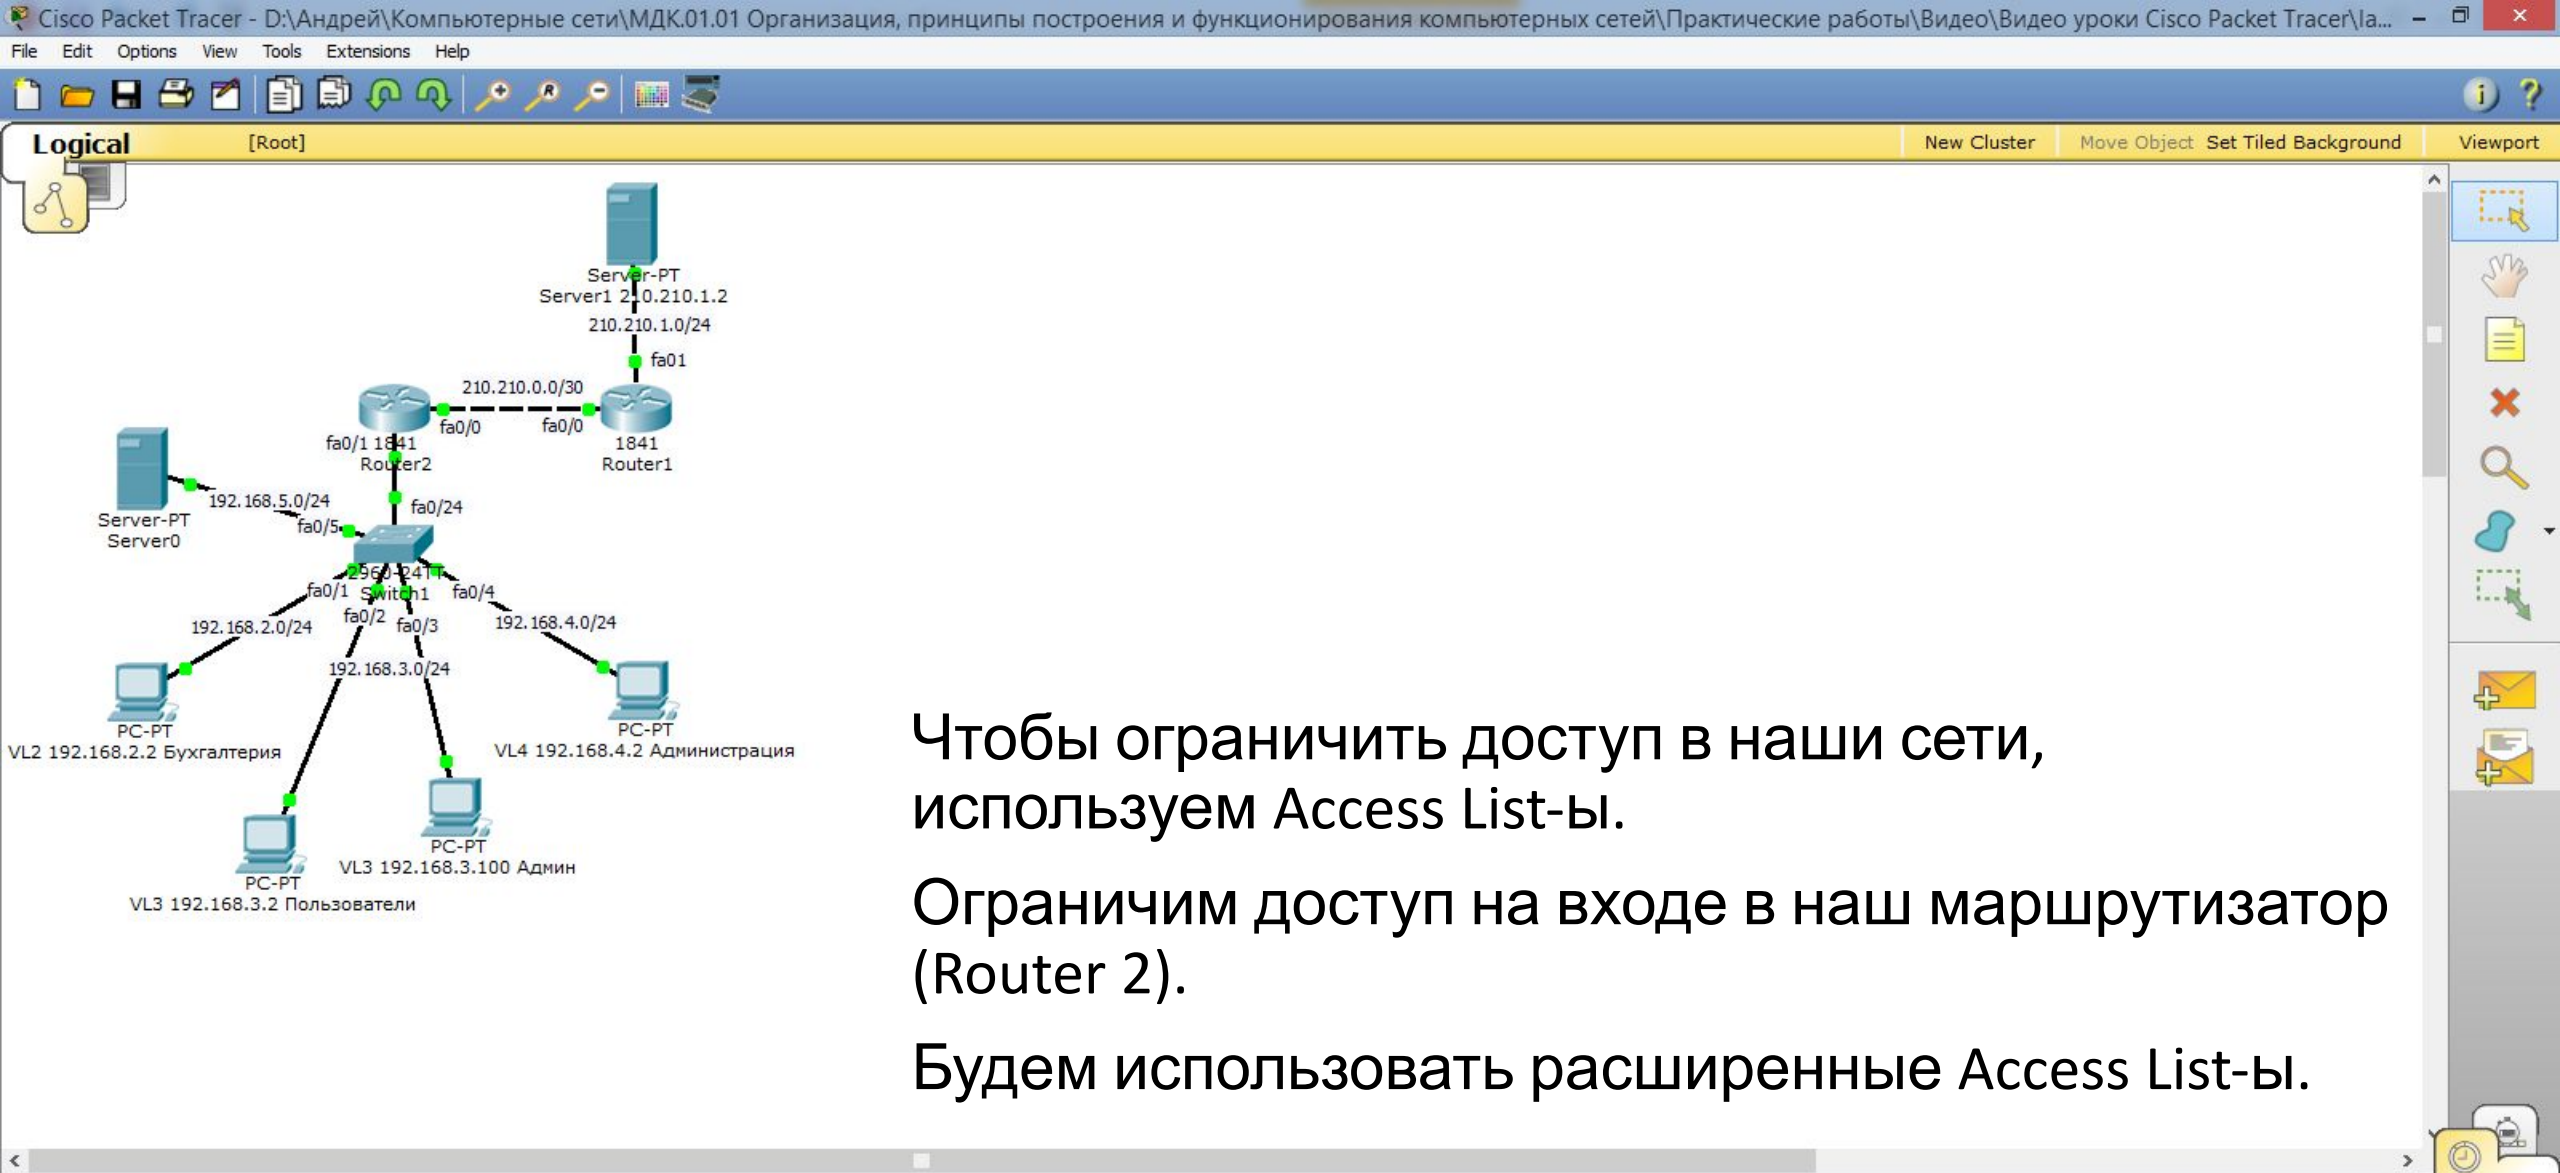 Cisco Packet Tracer - D:\Андрей\Компьютерные сети\МДК.01.01 Организация, принципы построения и функционирования компьютерных сетей\Практические работы\Видео\Видео уроки Cisco Packet Tracer\la...
File Edit Options View Tools Extensions Help
Logical [Root] New Cluster Move Object Set Tiled Background Viewport
Server-PT
Server1 210.210.1.2
210.210.1.0/24
fa01
210.210.0.0/30
fa0/0 fa0/0
fa0/1 1841
Router2
1841
Router1
192.168.5.0/24
fa0/24
Server-PT
Server0
fa0/5
2960-24TT
Switch1
fa0/1
fa0/2
fa0/3
fa0/4
192.168.2.0/24
192.168.4.0/24
192.168.3.0/24
PC-PT
VL2 192.168.2.2 Бухгалтерия
PC-PT
VL4 192.168.4.2 Администрация
PC-PT
VL3 192.168.3.100 Админ
PC-PT
VL3 192.168.3.2 Пользователи
Чтобы ограничить доступ в наши сети,
используем Access List-ы.
Ограничим доступ на входе в наш маршрутизатор
(Router 2).
Будем использовать расширенные Access List-ы.